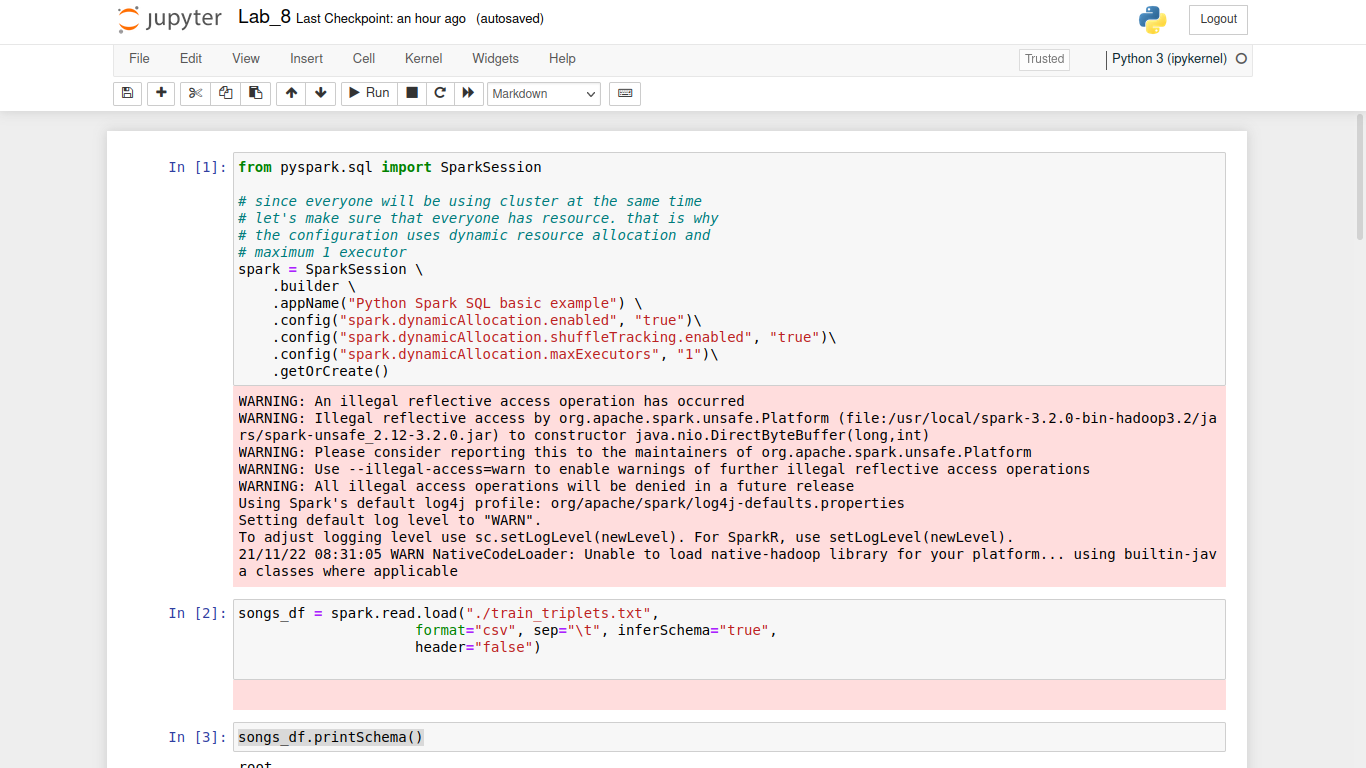 jupyter Lab_8 Last Checkpoint: an hour ago (autosaved)
Logout
File Edit View Insert Cell Kernel Widgets Help Trusted Python 3 (ipykernel)
Run Markdown
In [1]: from pyspark.sql import SparkSession
# since everyone will be using cluster at the same time
# let's make sure that everyone has resource. that is why
# the configuration uses dynamic resource allocation and
# maximum 1 executor
spark = SparkSession \
    .builder \
    .appName("Python Spark SQL basic example") \
    .config("spark.dynamicAllocation.enabled", "true")\
    .config("spark.dynamicAllocation.shuffleTracking.enabled", "true")\
    .config("spark.dynamicAllocation.maxExecutors", "1")\
    .getOrCreate()
WARNING: An illegal reflective access operation has occurred
WARNING: Illegal reflective access by org.apache.spark.unsafe.Platform (file:/usr/local/spark-3.2.0-bin-hadoop3.2/ja
rs/spark-unsafe_2.12-3.2.0.jar) to constructor java.nio.DirectByteBuffer(long,int)
WARNING: Please consider reporting this to the maintainers of org.apache.spark.unsafe.Platform
WARNING: Use --illegal-access=warn to enable warnings of further illegal reflective access operations
WARNING: All illegal access operations will be denied in a future release
Using Spark's default log4j profile: org/apache/spark/log4j-defaults.properties
Setting default log level to "WARN".
To adjust logging level use sc.setLogLevel(newLevel). For SparkR, use setLogLevel(newLevel).
21/11/22 08:31:05 WARN NativeCodeLoader: Unable to load native-hadoop library for your platform... using builtin-jav
a classes where applicable
In [2]: songs_df = spark.read.load("./train_triplets.txt",
                     format="csv", sep="\t", inferSchema="true",
                     header="false")
In [3]: songs_df.printSchema()
root